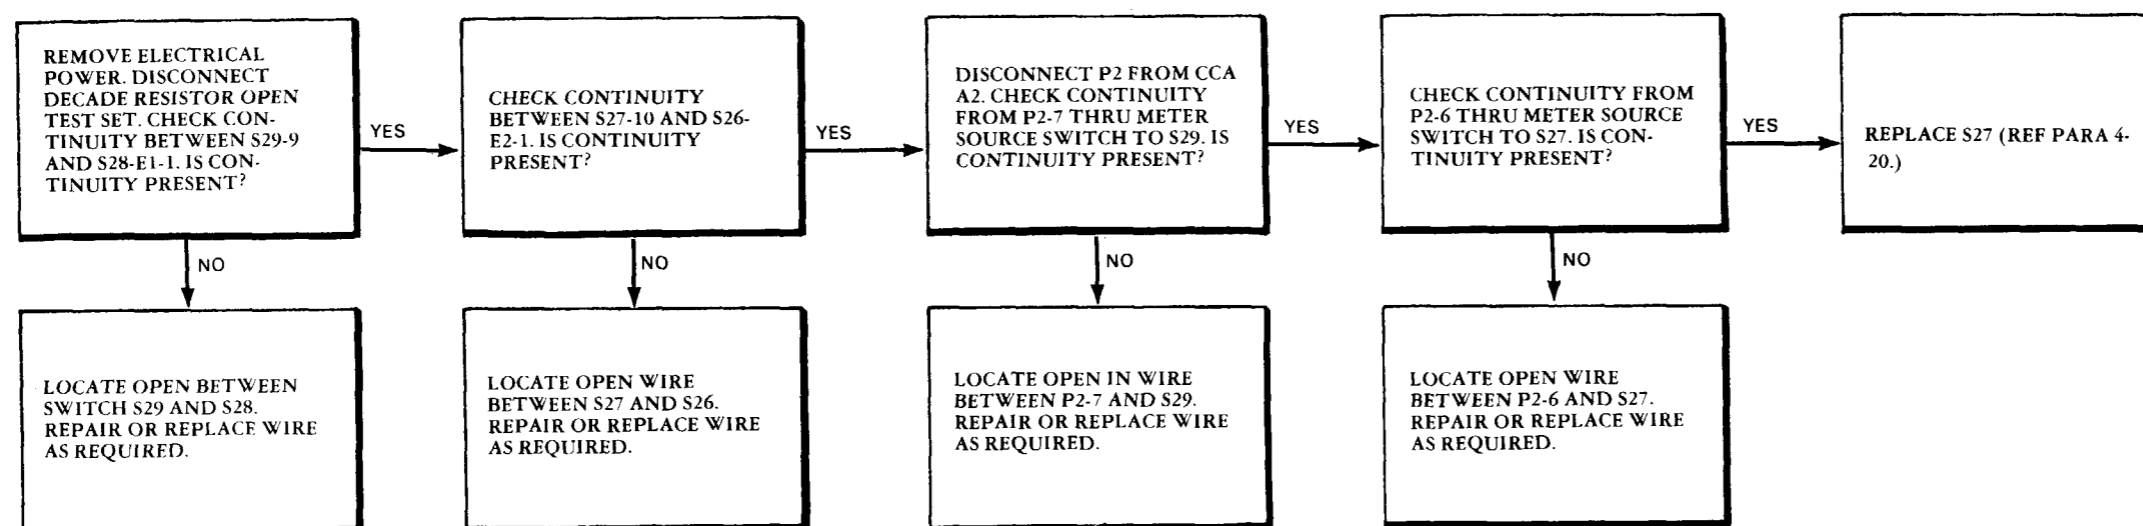 REMOVE ELECTRICAL
POWER. DISCONNECT
DECADE RESISTOR OPEN
TEST SET. CHECK CON-
TINUITY BETWEEN S29-9
AND S28-E1-1. IS CON-
TINUITY PRESENT?
YES
CHECK CONTINUITY
BETWEEN S27-10 AND S26-
E2-1. IS CONTINUITY
PRESENT?
YES
DISCONNECT P2 FROM CCA
A2. CHECK CONTINUITY
FROM P2-7 THRU METER
SOURCE SWITCH TO S29. IS
CONTINUITY PRESENT?
YES
CHECK CONTINUITY FROM
P2-6 THRU METER SOURCE
SWITCH TO S27. IS CON-
TINUITY PRESENT?
YES
REPLACE S27 (REF PARA 4-
20.)
NO
NO
NO
NO
LOCATE OPEN BETWEEN
SWITCH S29 AND S28.
REPAIR OR REPLACE WIRE
AS REQUIRED.
LOCATE OPEN WIRE
BETWEEN S27 AND S26.
REPAIR OR REPLACE WIRE
AS REQUIRED.
LOCATE OPEN IN WIRE
BETWEEN P2-7 AND S29.
REPAIR OR REPLACE WIRE
AS REQUIRED.
LOCATE OPEN WIRE
BETWEEN P2-6 AND S27.
REPAIR OR REPLACE WIRE
AS REQUIRED.